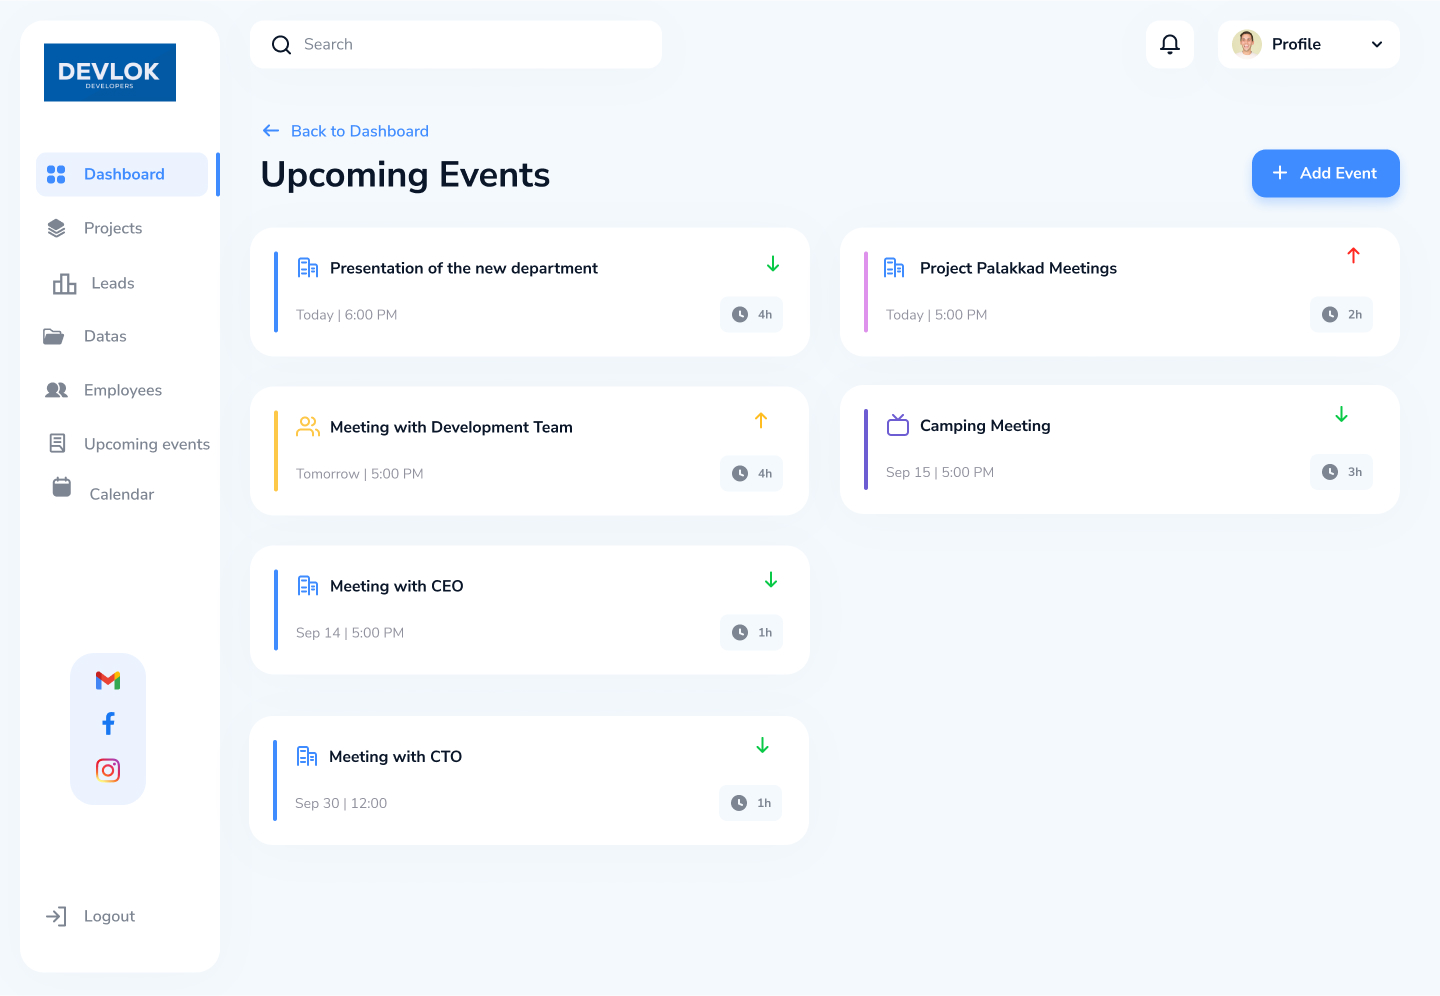 DEVLOK
DEVELOPERS
Dashboard
Projects
Leads
Datas
Employees
Upcoming events
Calendar
Logout
Search
Profile
Back to Dashboard
Upcoming Events
Add Event
Presentation of the new department
Today | 6:00 PM
4h
Project Palakkad Meetings
Today | 5:00 PM
2h
Meeting with Development Team
Tomorrow | 5:00 PM
4h
Camping Meeting
Sep 15 | 5:00 PM
3h
Meeting with CEO
Sep 14 | 5:00 PM
1h
Meeting with CTO
Sep 30 | 12:00
1h